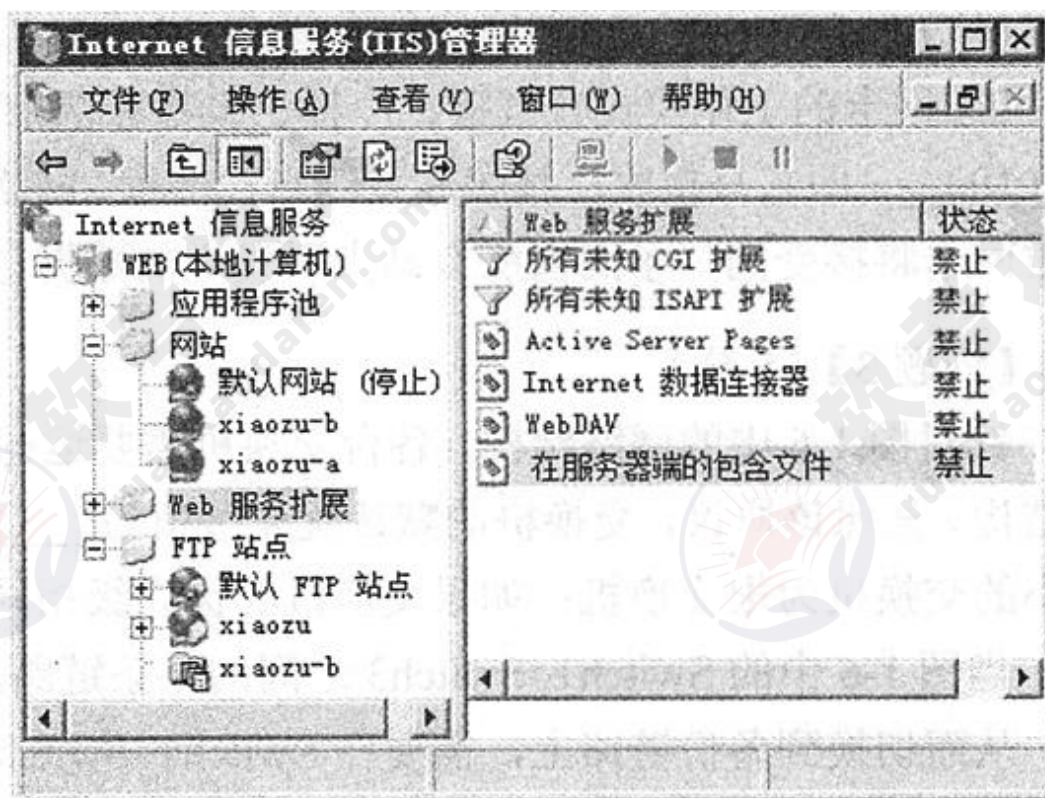 Internet 信息服务(IIS)管理器
文件(F) 操作(A) 查看(V) 窗口(W) 帮助(H)
Internet 信息服务
WEB(本地计算机)
应用程序池
网站
默认网站 (停止)
xiaozu-b
xiaozu-a
Web 服务扩展
FTP 站点
默认 FTP 站点
xiaozu
xiaozu-b
Web 服务扩展 状态
所有未知 CGI 扩展 禁止
所有未知 ISAPI 扩展 禁止
Active Server Pages 禁止
Internet 数据连接器 禁止
WebDAV 禁止
在服务器端的包含文件 禁止